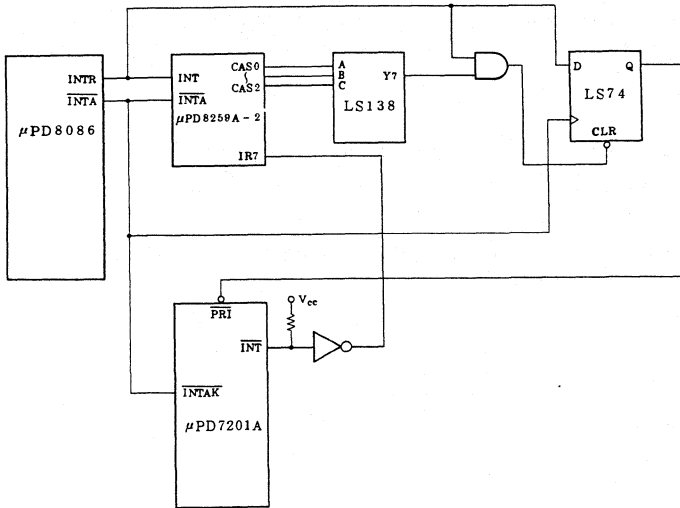 INTR
INTA
μPD8086
INT
INTA
CAS0
CAS2
μPD8259A-2
IR7
A
B
C
Y7
LS138
D
Q
LS74
CLR
PRI
Vcc
INT
INTAK
μPD7201A